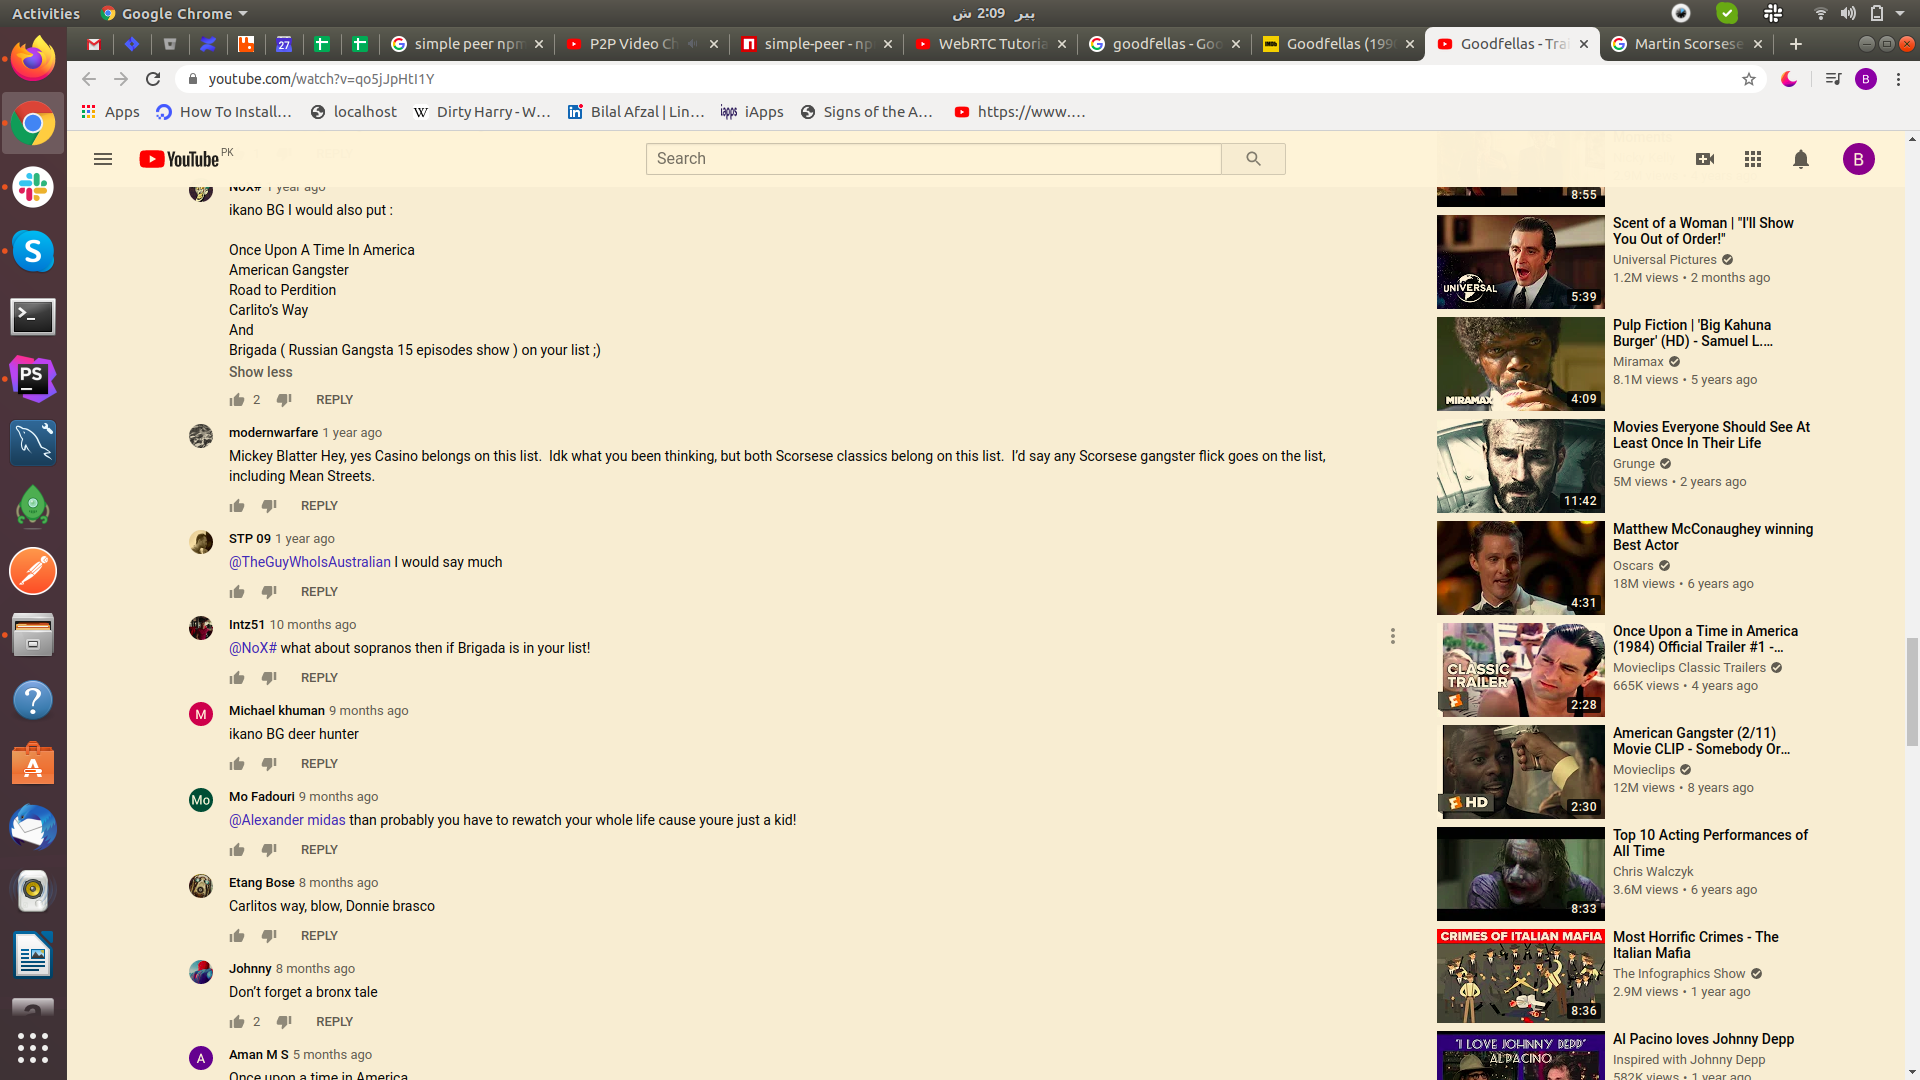 Activities
Google Chrome
پیر 2:09 ش
27
simple peer npm
P2P Video Ch
simple-peer - np
WebRTC Tutoria
goodfellas - Goo
Goodfellas (199
Goodfellas - Trai
Martin Scorsese
youtube.com/watch?v=qo5jJpHtI1Y
B
Apps
How To Install...
localhost
Dirty Harry - W...
Bilal Afzal | Lin...
iApps
Signs of the A...
https://www....
YouTube PK
Search
B
NoX# 1 year ago
ikano BG I would also put :
Once Upon A Time In America
American Gangster
Road to Perdition
Carlito's Way
And
Brigada ( Russian Gangsta 15 episodes show ) on your list ;)
Show less
2 REPLY
modernwarfare 1 year ago
Mickey Blatter Hey, yes Casino belongs on this list. Idk what you been thinking, but both Scorsese classics belong on this list. I'd say any Scorsese gangster flick goes on the list,
including Mean Streets.
REPLY
STP 09 1 year ago
@TheGuyWhoIsAustralian I would say much
REPLY
Intz51 10 months ago
@NoX# what about sopranos then if Brigada is in your list!
REPLY
M
Michael khuman 9 months ago
ikano BG deer hunter
REPLY
Mo
Mo Fadouri 9 months ago
@Alexander midas than probably you have to rewatch your whole life cause youre just a kid!
REPLY
Etang Bose 8 months ago
Carlitos way, blow, Donnie brasco
REPLY
Johnny 8 months ago
Don't forget a bronx tale
2 REPLY
A
Aman M S 5 months ago
Once upon a time in America
8:55
UNIVERSAL
5:39
Scent of a Woman | "I'll Show
You Out of Order!"
Universal Pictures
1.2M views • 2 months ago
MIRAMAX
4:09
Pulp Fiction | 'Big Kahuna
Burger' (HD) - Samuel L....
Miramax
8.1M views • 5 years ago
11:42
Movies Everyone Should See At
Least Once In Their Life
Grunge
5M views • 2 years ago
4:31
Matthew McConaughey winning
Best Actor
Oscars
18M views • 6 years ago
CLASSIC
TRAILER
2:28
Once Upon a Time in America
(1984) Official Trailer #1 -...
Movieclips Classic Trailers
665K views • 4 years ago
HD
2:30
American Gangster (2/11)
Movie CLIP - Somebody Or...
Movieclips
12M views • 8 years ago
8:33
Top 10 Acting Performances of
All Time
Chris Walczyk
3.6M views • 6 years ago
CRIMES OF ITALIAN MAFIA
8:36
Most Horrific Crimes - The
Italian Mafia
The Infographics Show
2.9M views • 1 year ago
"I LOVE JOHNNY DEPP"
AL PACINO
Al Pacino loves Johnny Depp
Inspired with Johnny Depp
582K views • 1 year ago